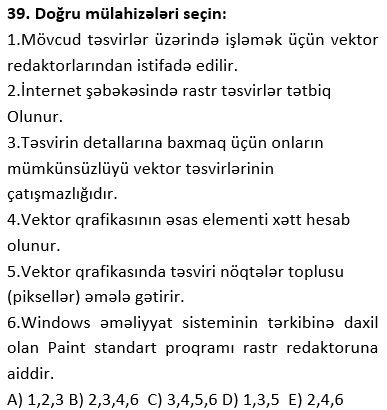 39. Doğru mülahizələri seçin:
1.Mövcud təsvirlər üzərində işləmək üçün vektor
redaktorlarından istifadə edilir.
2.İnternet şəbəkəsində rastr təsvirlər tətbiq
Olunur.
3.Təsvirin detallarına baxmaq üçün onların
mümkünsüzlüyü vektor təsvirlərinin
çatışmazlığıdır.
4.Vektor qrafikasının əsas elementi xətt hesab
olunur.
5.Vektor qrafikasında təsviri nöqtələr toplusu
(piksellər) əmələ gətirir.
6.Windows əməliyyat sisteminin tərkibinə daxil
olan Paint standart proqramı rastr redaktoruna
aiddir.
A) 1,2,3 B) 2,3,4,6 C) 3,4,5,6 D) 1,3,5 E) 2,4,6